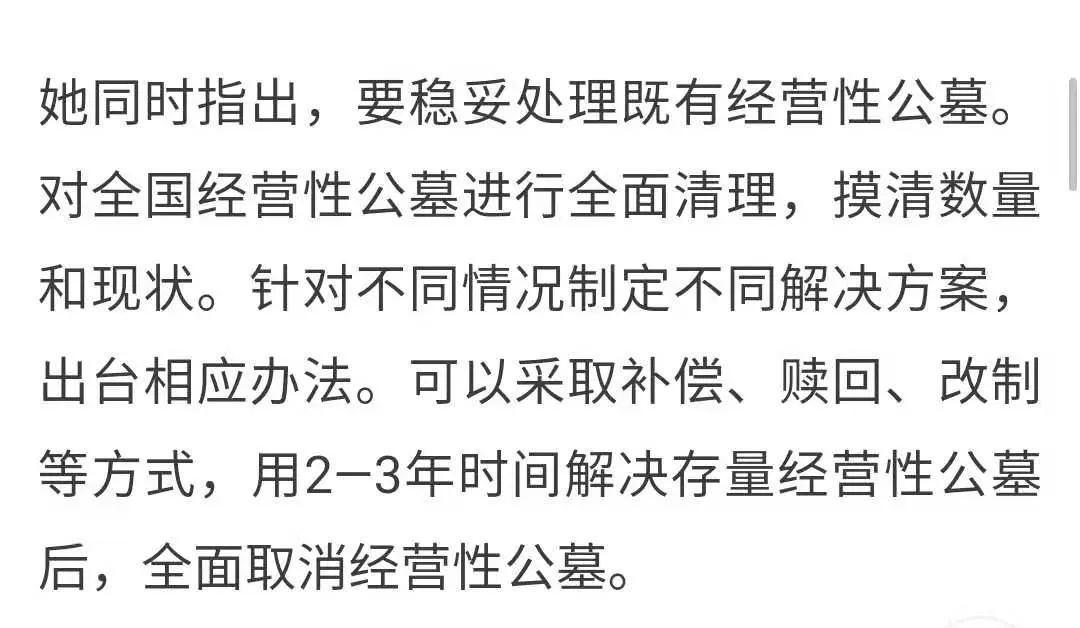 她同时指出，要稳妥处理既有经营性公墓。
对全国经营性公墓进行全面清理，摸清数量
和现状。针对不同情况制定不同解决方案，
出台相应办法。可以采取补偿、赎回、改制
等方式，用2—3年时间解决存量经营性公墓
后，全面取消经营性公墓。